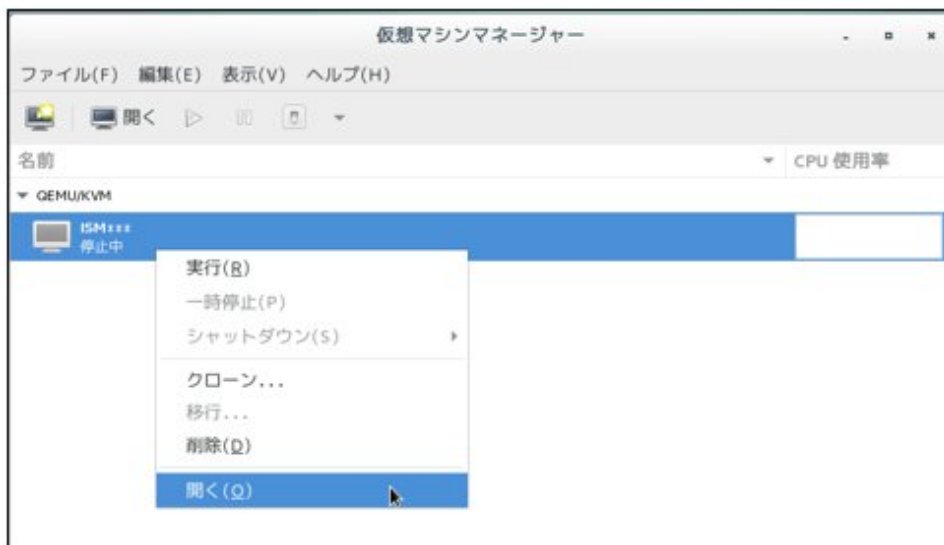 仮想マシンマネージャー
ファイル(F) 編集(E) 表示(V) ヘルプ(H)
開く
名前 CPU 使用率
QEMU/KVM
ISM***
停止中
実行(R)
一時停止(P)
シャットダウン(S)
クローン...
移行...
削除(D)
開く(O)